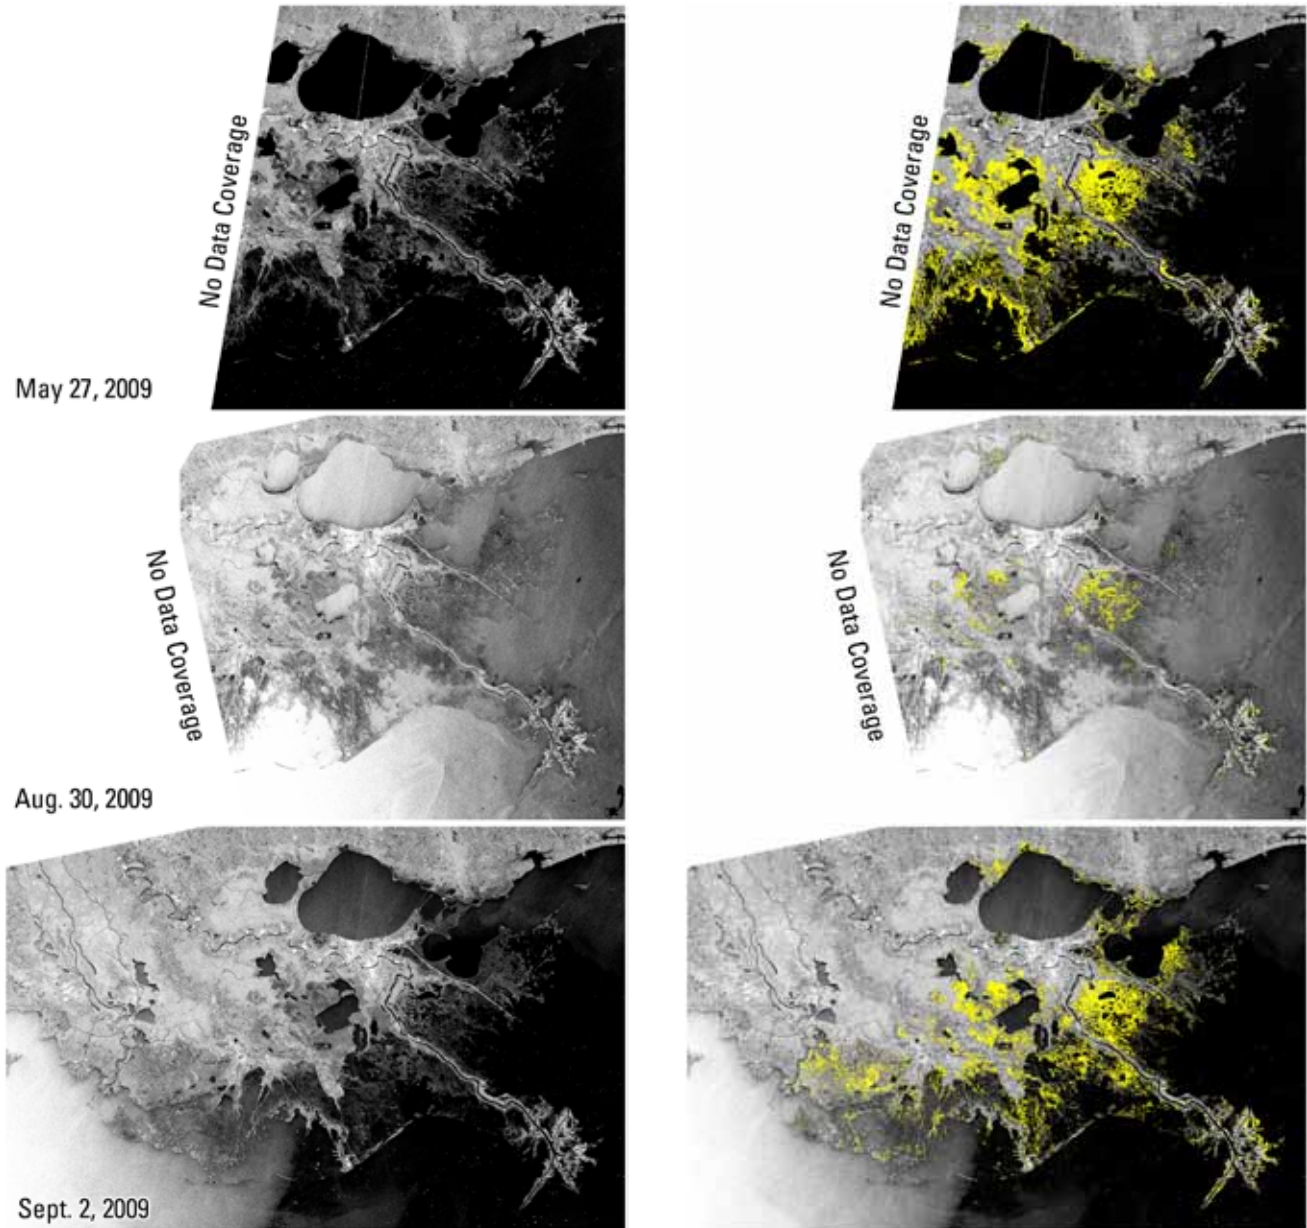 No Data Coverage
No Data Coverage
May 27, 2009
No Data Coverage
No Data Coverage
Aug. 30, 2009
Sept. 2, 2009